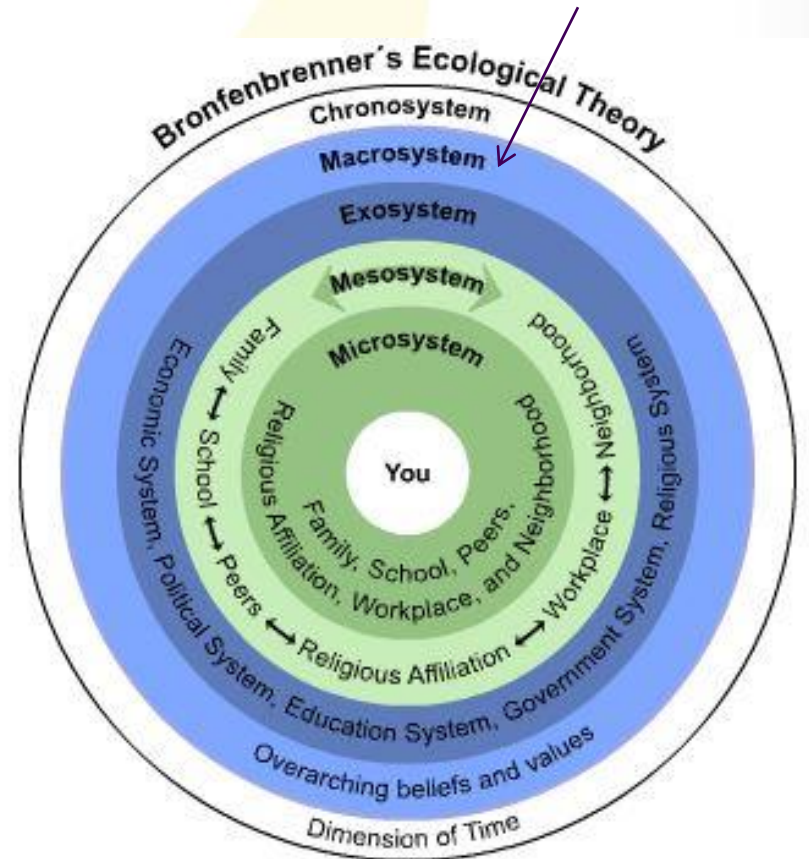 Bronfenbrenner´s Ecological Theory
Chronosystem
Macrosystem
Exosystem
Mesosystem
Microsystem
You
Family, School, Peers,
Religious Affiliation, Workplace, and Neighborhood
Family ↔ School ↔ Peers ↔ Religious Affiliation ↔ Workplace ↔ Neighborhood
Economic System, Political System, Education System, Government System, Religious System
Overarching beliefs and values
Dimension of Time